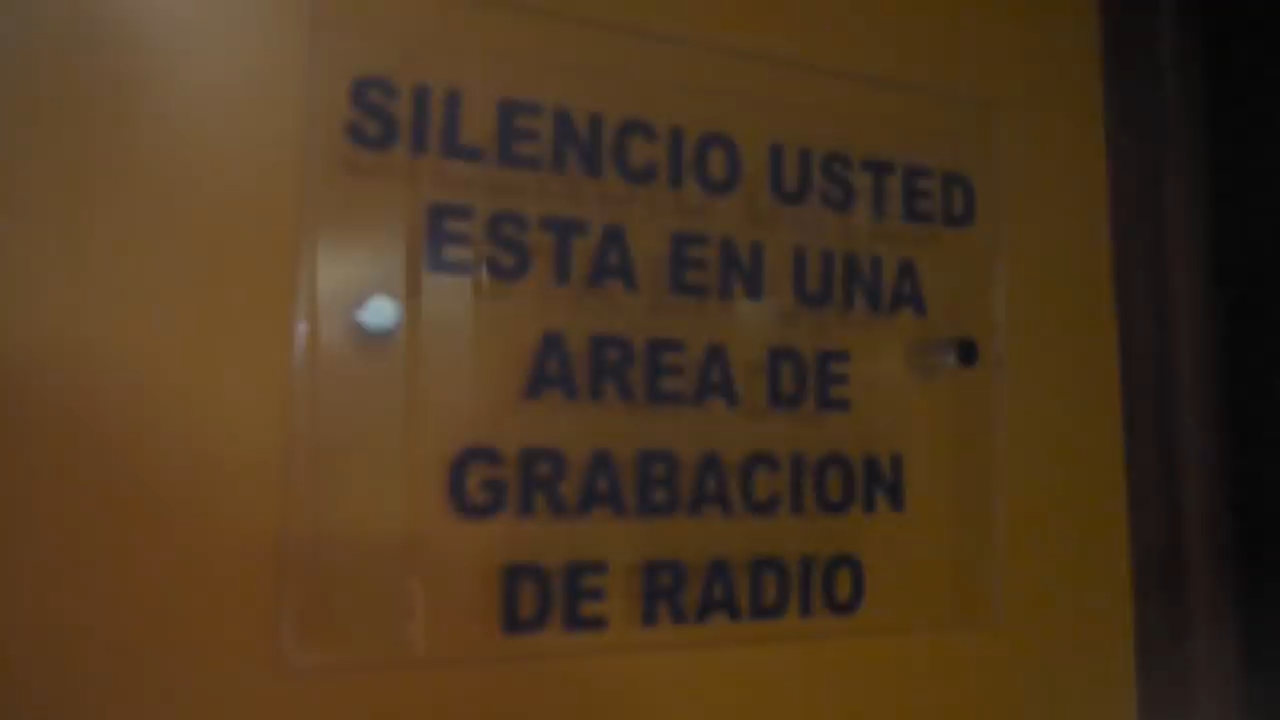 SILENCIO USTED
ESTA EN UNA
AREA DE
GRABACION
DE RADIO